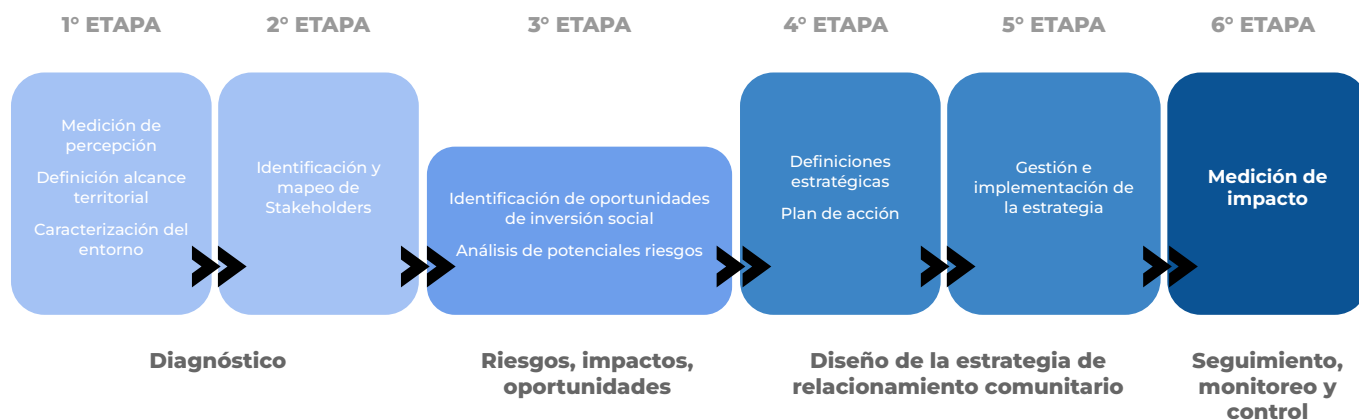 1° ETAPA
2° ETAPA
3° ETAPA
4° ETAPA
5° ETAPA
6° ETAPA
Medición de
percepción
Definición alcance
territorial
Caracterización del
entorno
Identificación y
mapeo de
Stakeholders
Identificación de oportunidades
de inversión social
Análisis de potenciales riesgos
Definiciones
estratégicas
Plan de acción
Gestión e
implementación de
la estrategia
Medición de
impacto
Diagnóstico
Riesgos, impactos,
oportunidades
Diseño de la estrategia de
relacionamiento comunitario
Seguimiento,
monitoreo y
control